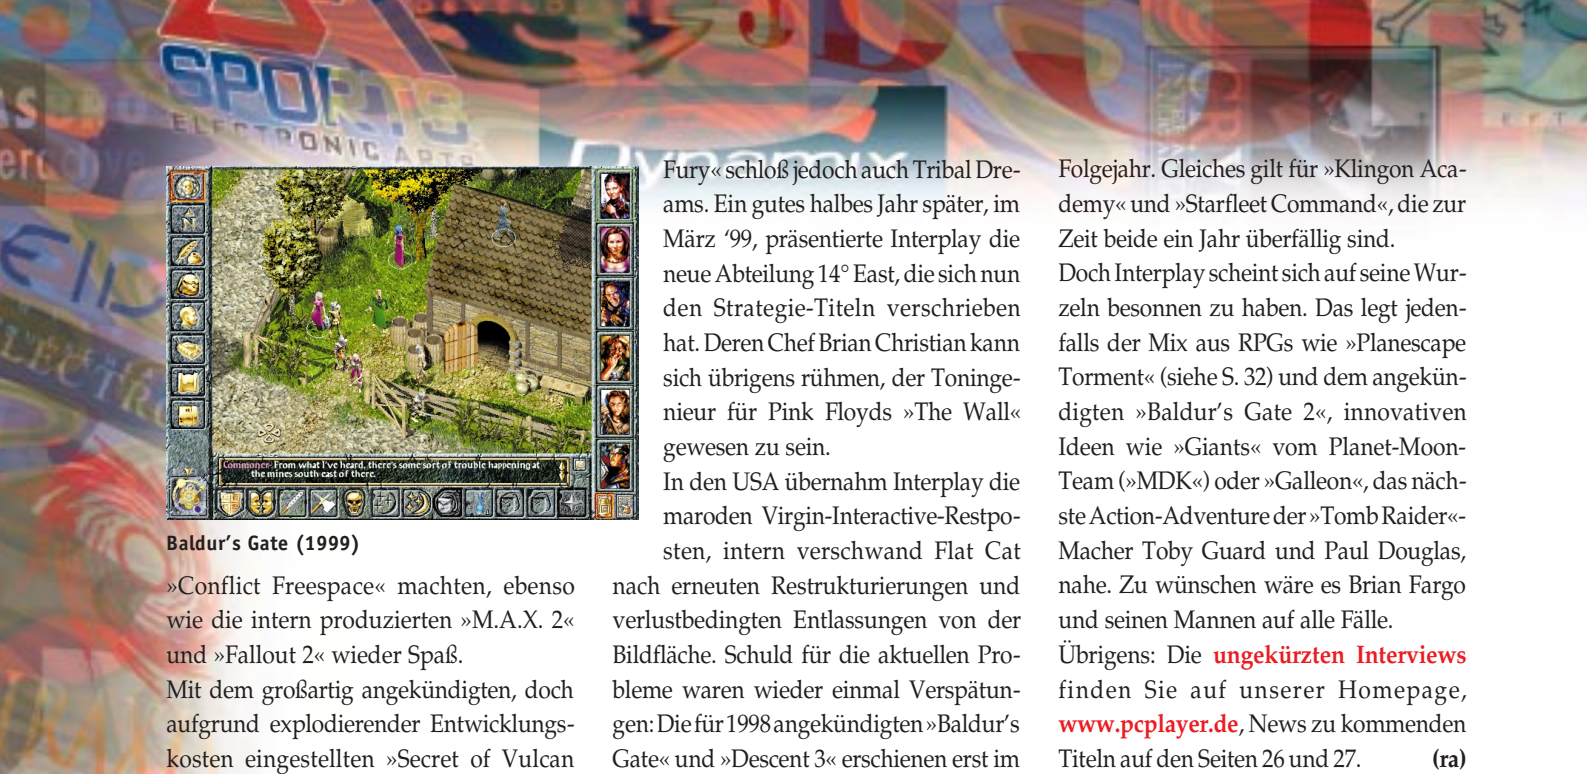 SPORTS
ELECTRONIC ARTS
Dynamix
Commoner- From what I've heard, there's some sort of trouble happening at
the mines south east of there.
Baldur's Gate (1999)
»Conflict Freespace« machten, ebenso
wie die intern produzierten »M.A.X. 2«
und »Fallout 2« wieder Spaß.
Mit dem großartig angekündigten, doch
aufgrund explodierender Entwicklungs-
kosten eingestellten »Secret of Vulcan
Fury« schloß jedoch auch Tribal Dre-
ams. Ein gutes halbes Jahr später, im
März ‘99, präsentierte Interplay die
neue Abteilung 14° East, die sich nun
den Strategie-Titeln verschrieben
hat. Deren Chef Brian Christian kann
sich übrigens rühmen, der Toninge-
nieur für Pink Floyds »The Wall«
gewesen zu sein.
In den USA übernahm Interplay die
maroden Virgin-Interactive-Restpo-
sten, intern verschwand Flat Cat
nach erneuten Restrukturierungen und
verlustbedingten Entlassungen von der
Bildfläche. Schuld für die aktuellen Pro-
bleme waren wieder einmal Verspätun-
gen: Die für 1998 angekündigten »Baldur's
Gate« und »Descent 3« erschienen erst im
Folgejahr. Gleiches gilt für »Klingon Aca-
demy« und »Starfleet Command«, die zur
Zeit beide ein Jahr überfällig sind.
Doch Interplay scheint sich auf seine Wur-
zeln besonnen zu haben. Das legt jeden-
falls der Mix aus RPGs wie »Planescape
Torment« (siehe S. 32) und dem angekün-
digten »Baldur's Gate 2«, innovativen
Ideen wie »Giants« vom Planet-Moon-
Team (»MDK«) oder »Galleon«, das näch-
ste Action-Adventure der »Tomb Raider«-
Macher Toby Guard und Paul Douglas,
nahe. Zu wünschen wäre es Brian Fargo
und seinen Mannen auf alle Fälle.
Übrigens: Die ungekürzten Interviews
finden Sie auf unserer Homepage,
www.pcplayer.de, News zu kommenden
Titeln auf den Seiten 26 und 27. (ra)